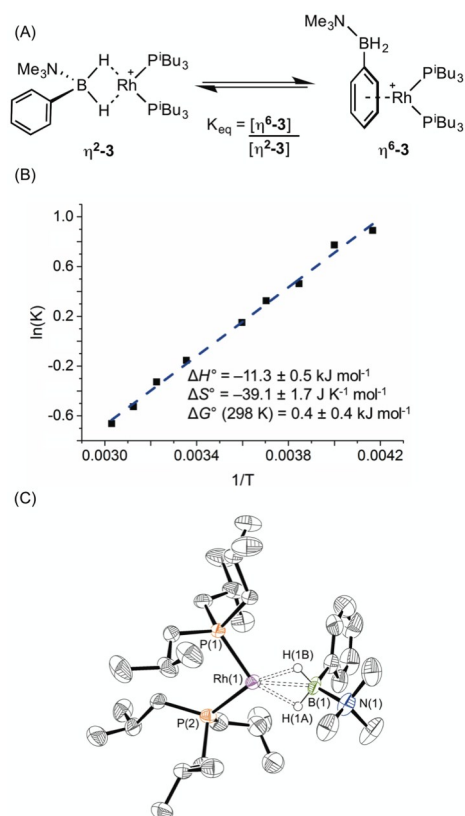 (A)
Me₃N
H
B
H
+
Rh
PⁱBu₃
PⁱBu₃
η²-3
Kₑq = [η⁶-3]
[η²-3]
Me₃N
BH₂
+
Rh
PⁱBu₃
PⁱBu₃
η⁶-3
(B)
ln(K)
1.0
0.6
0.2
-0.2
-0.6
ΔH° = –11.3 ± 0.5 kJ mol⁻¹
ΔS° = –39.1 ± 1.7 J K⁻¹ mol⁻¹
ΔG° (298 K) = 0.4 ± 0.4 kJ mol⁻¹
0.0030 0.0034 0.0038 0.0042
1/T
(C)
P(1)
H(1B)
Rh(1)
B(1)
N(1)
H(1A)
P(2)